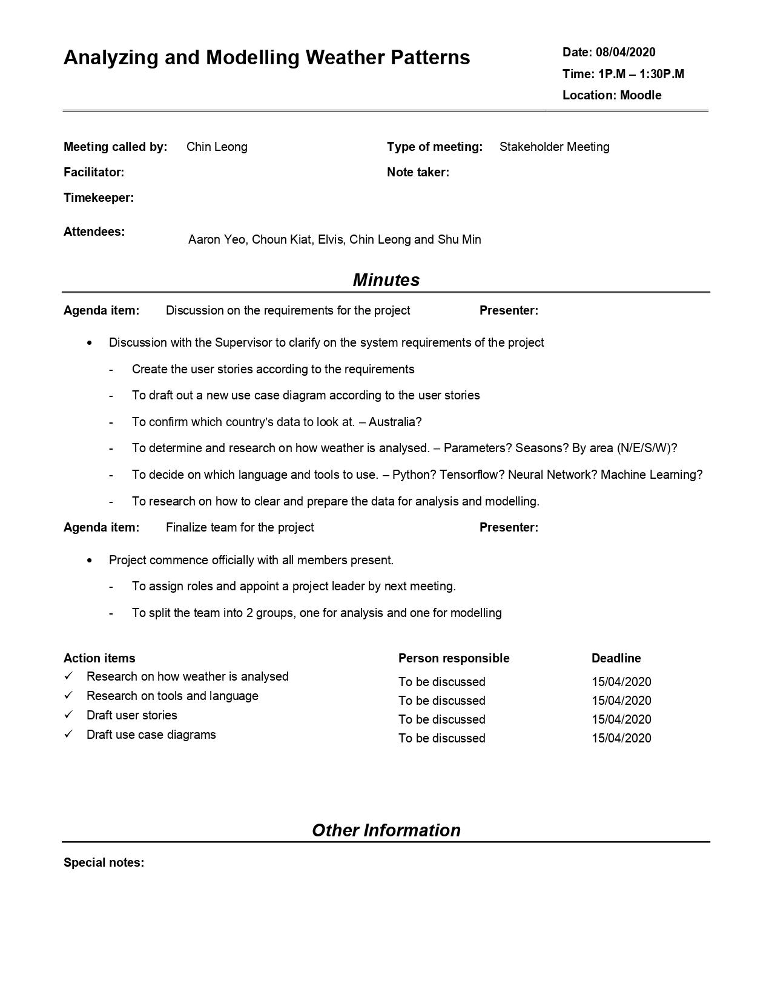 Analyzing and Modelling Weather Patterns
Date: 08/04/2020
Time: 1P.M – 1:30P.M
Location: Moodle
Meeting called by: Chin Leong Type of meeting: Stakeholder Meeting
Facilitator: Note taker:
Timekeeper:
Attendees: Aaron Yeo, Choun Kiat, Elvis, Chin Leong and Shu Min
Minutes
Agenda item: Discussion on the requirements for the project Presenter:
• Discussion with the Supervisor to clarify on the system requirements of the project
- Create the user stories according to the requirements
- To draft out a new use case diagram according to the user stories
- To confirm which country’s data to look at. – Australia?
- To determine and research on how weather is analysed. – Parameters? Seasons? By area (N/E/S/W)?
- To decide on which language and tools to use. – Python? Tensorflow? Neural Network? Machine Learning?
- To research on how to clear and prepare the data for analysis and modelling.
Agenda item: Finalize team for the project Presenter:
• Project commence officially with all members present.
- To assign roles and appoint a project leader by next meeting.
- To split the team into 2 groups, one for analysis and one for modelling
Action items Person responsible Deadline
✓ Research on how weather is analysed To be discussed 15/04/2020
✓ Research on tools and language To be discussed 15/04/2020
✓ Draft user stories To be discussed 15/04/2020
✓ Draft use case diagrams To be discussed 15/04/2020
Other Information
Special notes: